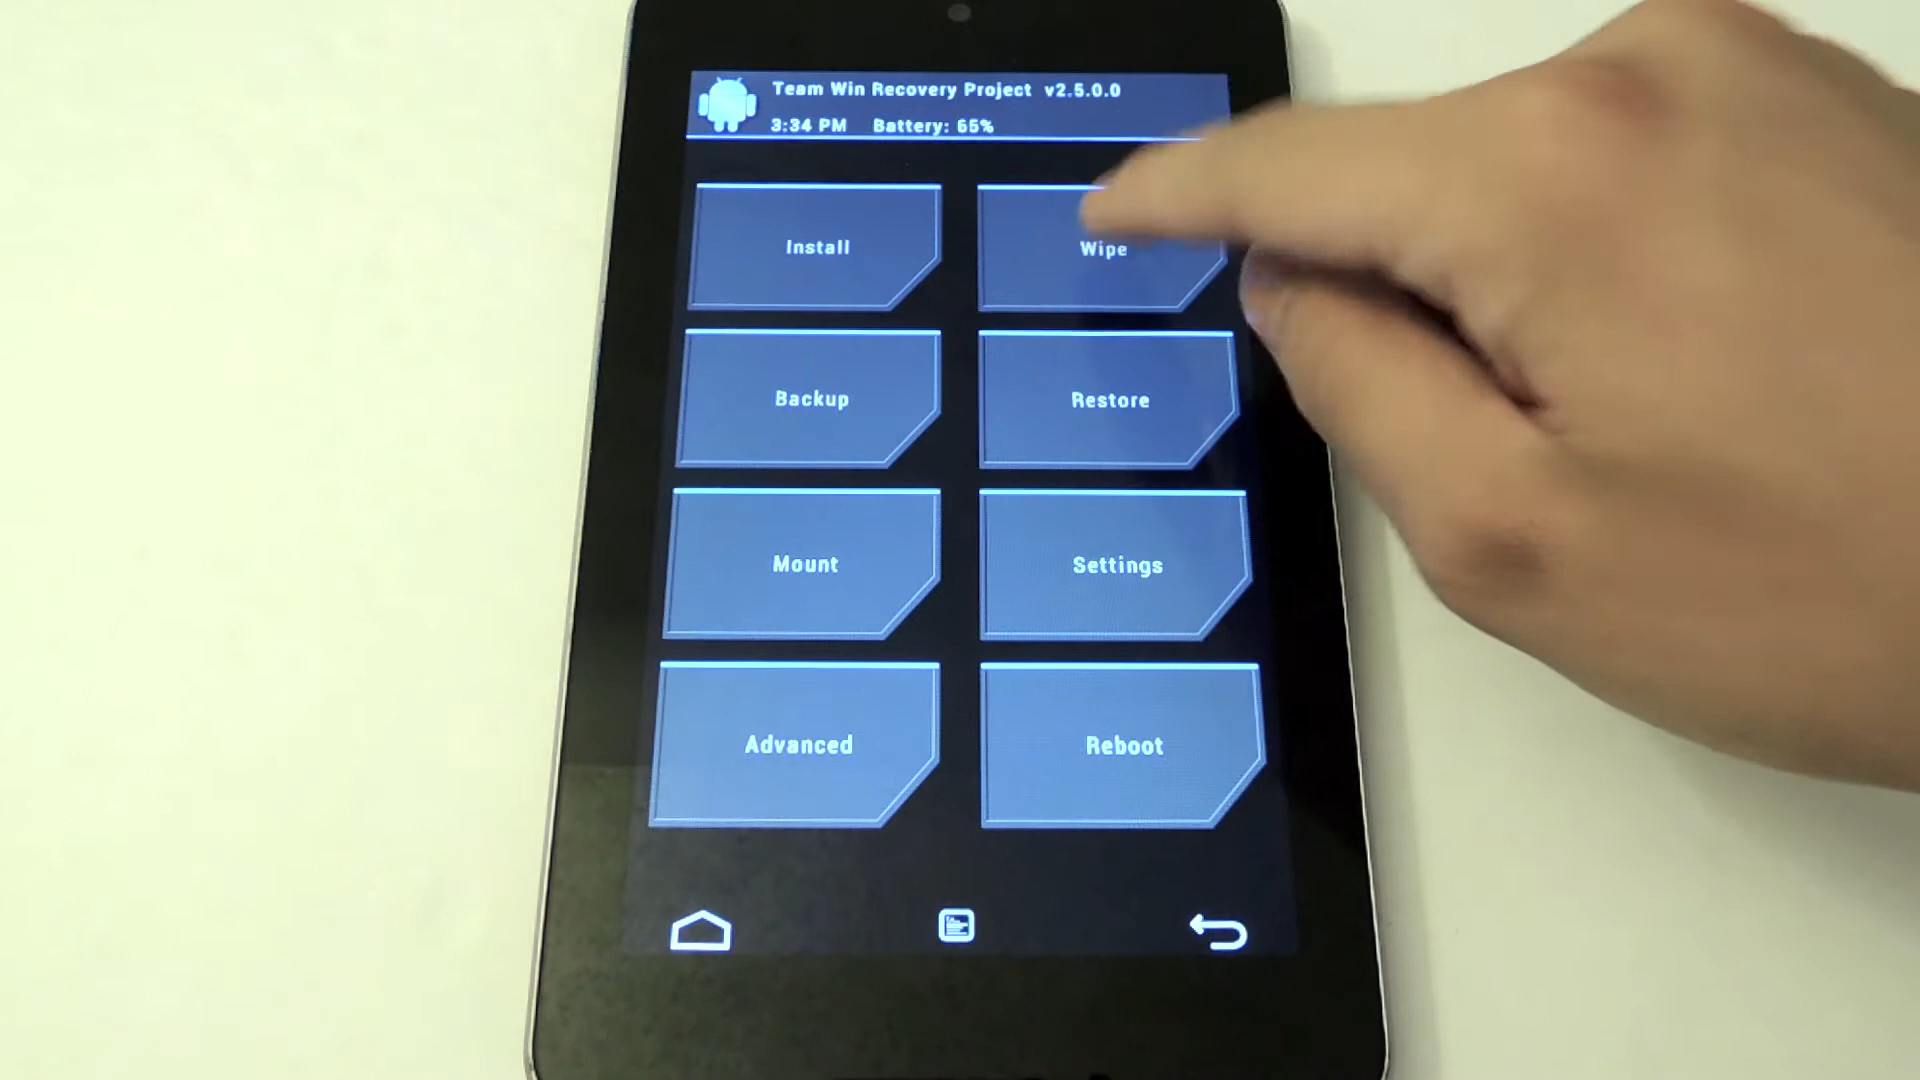 Team Win Recovery Project v2.5.0.0
3:34 PM Battery: 65%
Install
Wipe
Backup
Restore
Mount
Settings
Advanced
Reboot